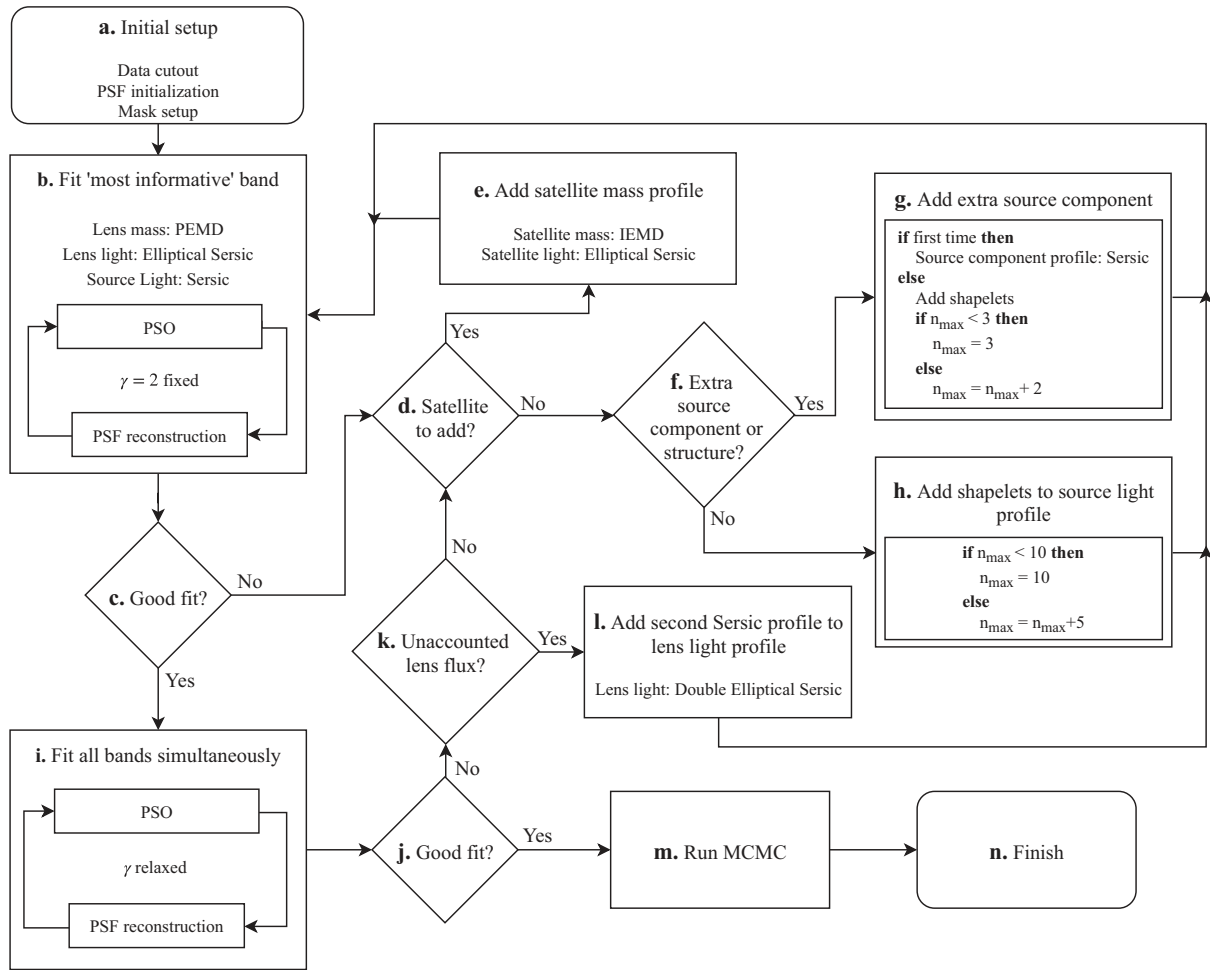 a. Initial setup
Data cutout
PSF initialization
Mask setup
b. Fit 'most informative' band
Lens mass: PEMD
Lens light: Elliptical Sersic
Source Light: Sersic
PSO
γ = 2 fixed
PSF reconstruction
c. Good fit?
No
Yes
d. Satellite
to add?
Yes
No
e. Add satellite mass profile
Satellite mass: IEMD
Satellite light: Elliptical Sersic
f. Extra
source
component or
structure?
Yes
No
g. Add extra source component
if first time then
Source component profile: Sersic
else
Add shapelets
if n_max < 3 then
n_max = 3
else
n_max = n_max+ 2
h. Add shapelets to source light
profile
if n_max < 10 then
n_max = 10
else
n_max = n_max+5
i. Fit all bands simultaneously
PSO
γ relaxed
PSF reconstruction
j. Good fit?
No
Yes
k. Unaccounted
lens flux?
No
Yes
l. Add second Sersic profile to
lens light profile
Lens light: Double Elliptical Sersic
m. Run MCMC
n. Finish